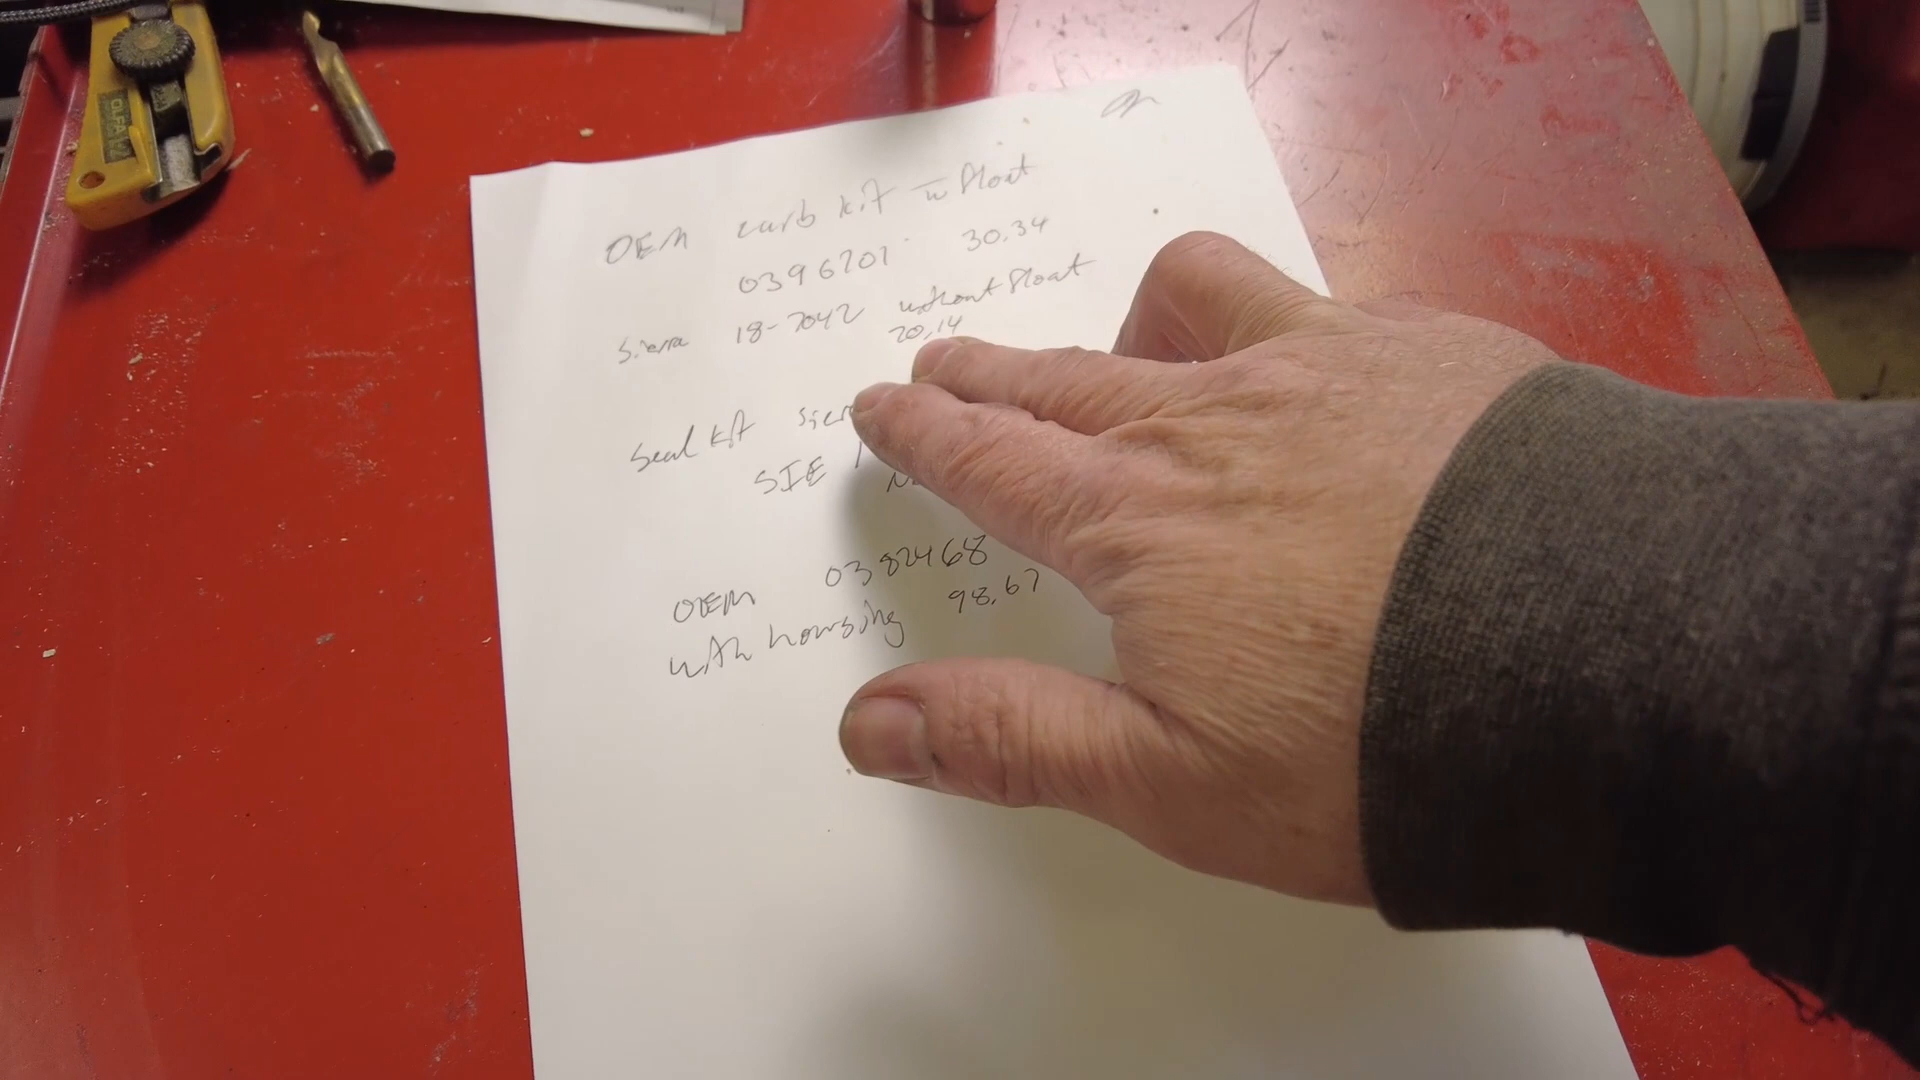 OLFA
OEM carb kit w float
0396701 30.34
Sierra 18-7042 without float
20.14
Seal kit
SIE
OEM 0382468
with housing 98.67